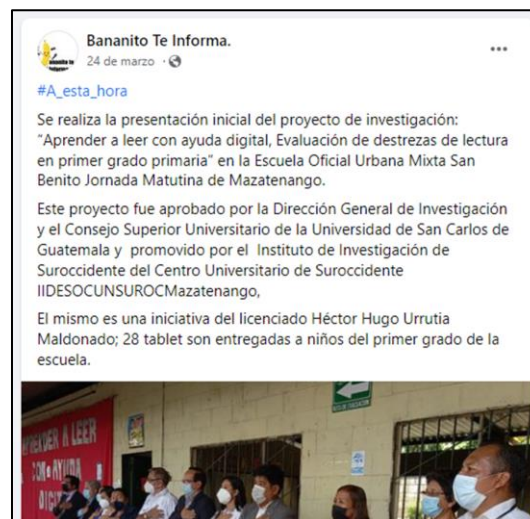 Bananito Te Informa.
24 de marzo ·
#A_esta_hora
Se realiza la presentación inicial del proyecto de investigación:
"Aprender a leer con ayuda digital, Evaluación de destrezas de lectura
en primer grado primaria" en la Escuela Oficial Urbana Mixta San
Benito Jornada Matutina de Mazatenango.
Este proyecto fue aprobado por la Dirección General de Investigación
y el Consejo Superior Universitario de la Universidad de San Carlos de
Guatemala y promovido por el Instituto de Investigación de
Suroccidente del Centro Universitario de Suroccidente
IIDESOCUNSUROCMazatenango,
El mismo es una iniciativa del licenciado Héctor Hugo Urrutia
Maldonado; 28 tablet son entregadas a niños del primer grado de la
escuela.
APRENDER A LEER
CON AYUDA